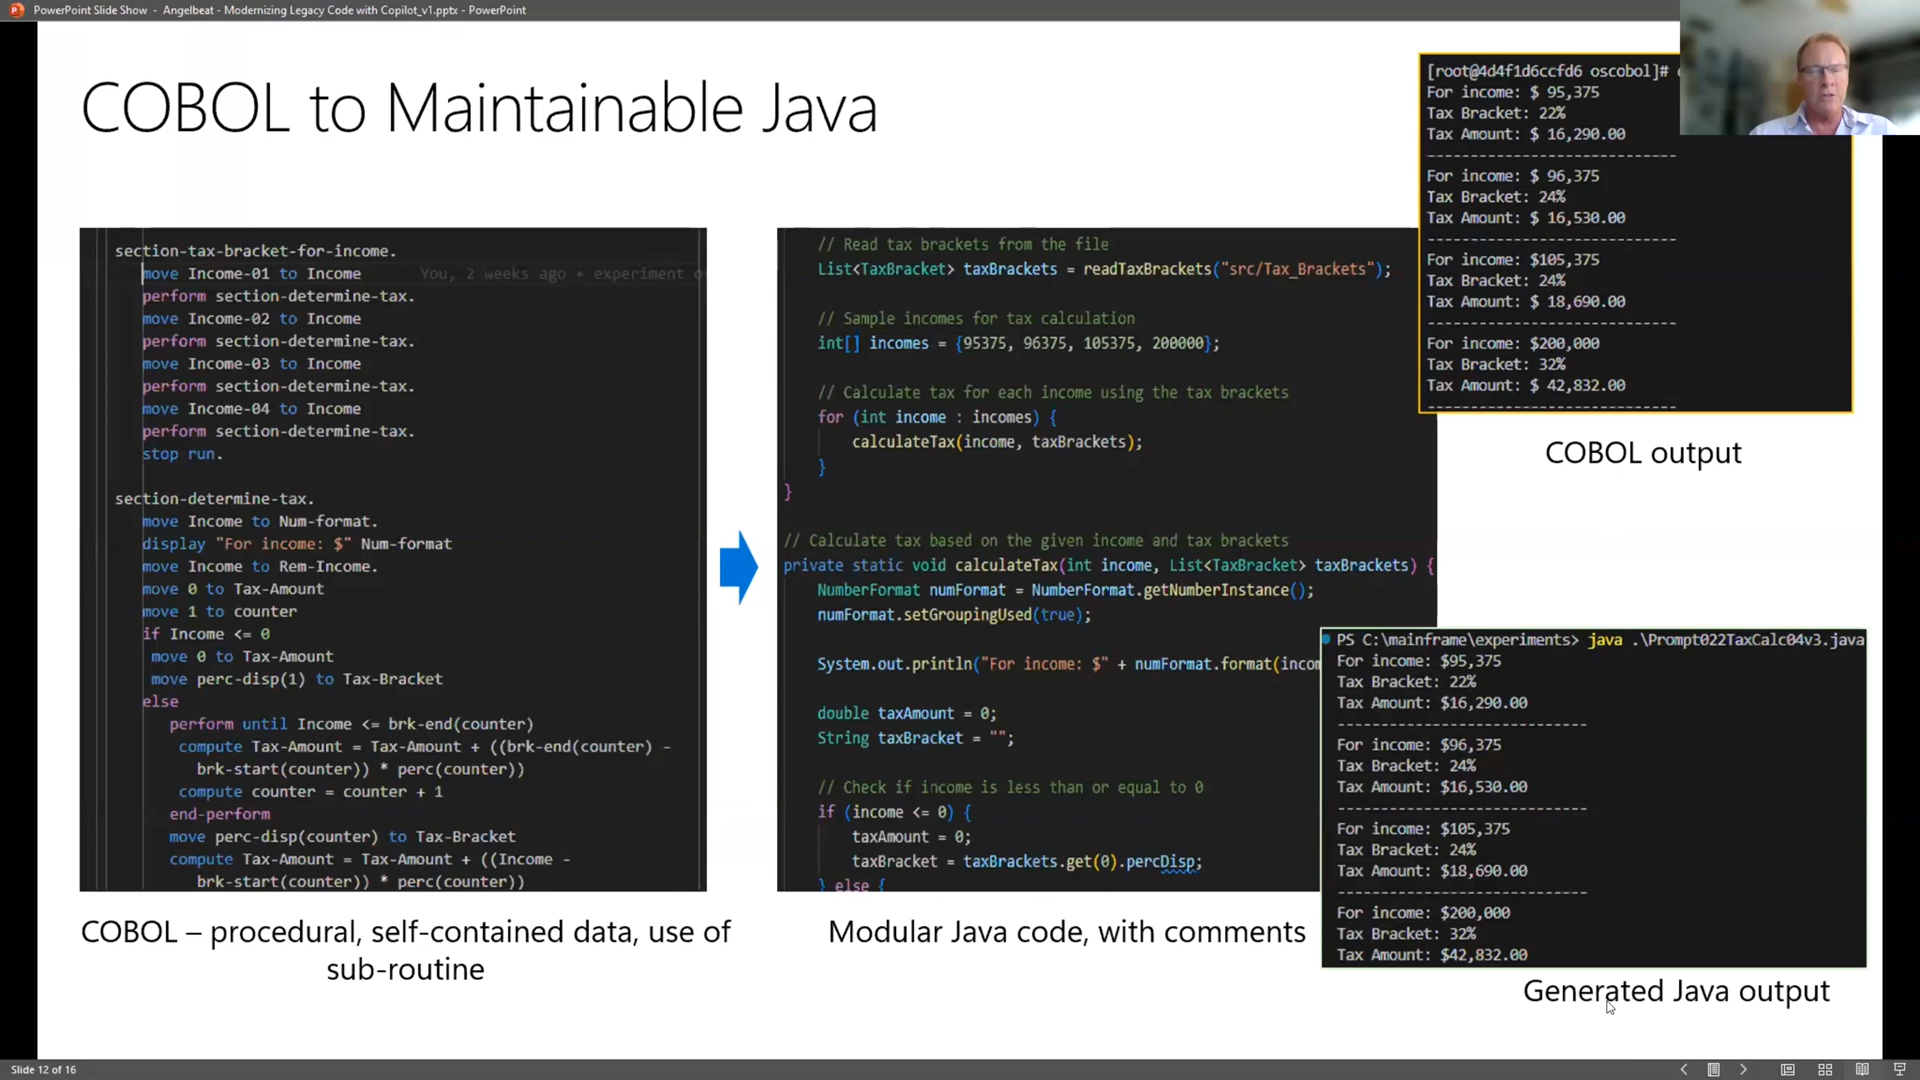 PowerPoint Slide Show - Angelbeat - Modernizing Legacy Code with Copilot_v1.pptx - PowerPoint
COBOL to Maintainable Java
section-tax-bracket-for-income.
move Income-01 to Income You, 2 weeks ago • experiment
perform section-determine-tax.
move Income-02 to Income
perform section-determine-tax.
move Income-03 to Income
perform section-determine-tax.
move Income-04 to Income
perform section-determine-tax.
stop run.
section-determine-tax.
move Income to Num-format.
display "For income: $" Num-format
move Income to Rem-Income.
move 0 to Tax-Amount
move 1 to counter
if Income <= 0
move 0 to Tax-Amount
move perc-disp(1) to Tax-Bracket
else
perform until Income <= brk-end(counter)
compute Tax-Amount = Tax-Amount + ((brk-end(counter) -
brk-start(counter)) * perc(counter))
compute counter = counter + 1
end-perform
move perc-disp(counter) to Tax-Bracket
compute Tax-Amount = Tax-Amount + ((Income -
brk-start(counter)) * perc(counter))
COBOL – procedural, self-contained data, use of
sub-routine
// Read tax brackets from the file
List<TaxBracket> taxBrackets = readTaxBrackets("src/Tax_Brackets");
// Sample incomes for tax calculation
int[] incomes = {95375, 96375, 105375, 200000};
// Calculate tax for each income using the tax brackets
for (int income : incomes) {
calculateTax(income, taxBrackets);
}
}
// Calculate tax based on the given income and tax brackets
private static void calculateTax(int income, List<TaxBracket> taxBrackets) {
NumberFormat numFormat = NumberFormat.getNumberInstance();
numFormat.setGroupingUsed(true);
System.out.println("For income: $" + numFormat.format(incom
double taxAmount = 0;
String taxBracket = "";
// Check if income is less than or equal to 0
if (income <= 0) {
taxAmount = 0;
taxBracket = taxBrackets.get(0).percDisp;
} else {
Modular Java code, with comments
[root@4d4f1d6ccfd6 oscobol]#
For income: $ 95,375
Tax Bracket: 22%
Tax Amount: $ 16,290.00
-----------------------------
For income: $ 96,375
Tax Bracket: 24%
Tax Amount: $ 16,530.00
-----------------------------
For income: $105,375
Tax Bracket: 24%
Tax Amount: $ 18,690.00
-----------------------------
For income: $200,000
Tax Bracket: 32%
Tax Amount: $ 42,832.00
-----------------------------
COBOL output
PS C:\mainframe\experiments> java .\Prompt022TaxCalc04v3.java
For income: $95,375
Tax Bracket: 22%
Tax Amount: $16,290.00
-----------------------------
For income: $96,375
Tax Bracket: 24%
Tax Amount: $16,530.00
-----------------------------
For income: $105,375
Tax Bracket: 24%
Tax Amount: $18,690.00
-----------------------------
For income: $200,000
Tax Bracket: 32%
Tax Amount: $42,832.00
Generated Java output
Slide 12 of 16